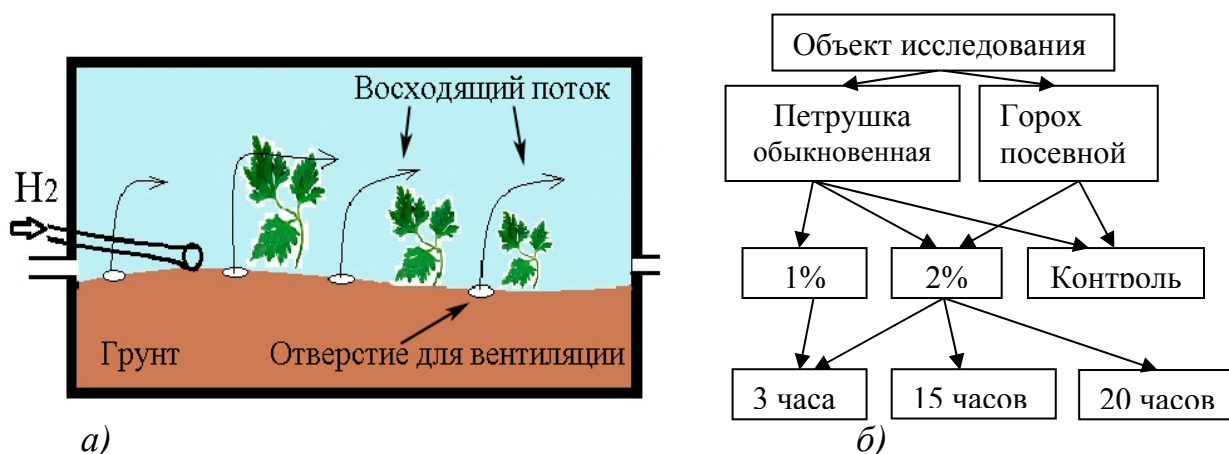 Восходящий поток
H2
Грунт
Отверстие для вентиляции
а)
Объект исследования
Петрушка
обыкновенная
Горох
посевной
1%
2%
Контроль
3 часа
15 часов
20 часов
б)